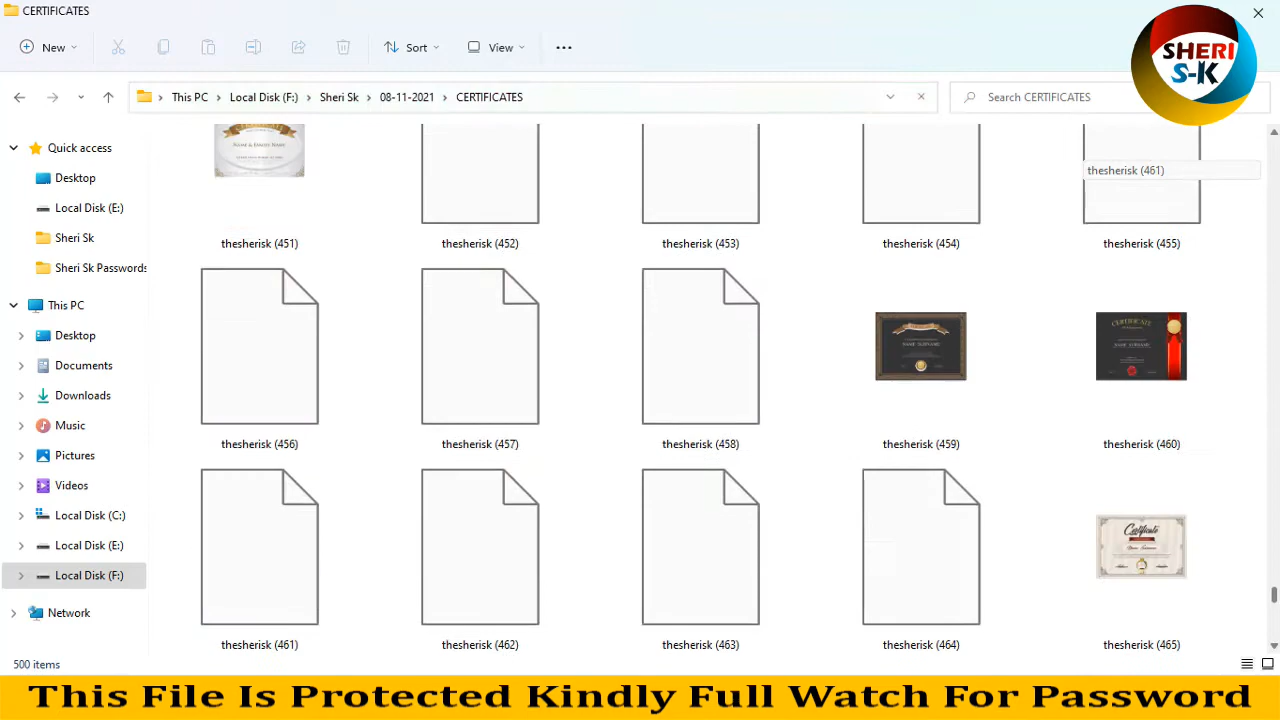 CERTIFICATES
New
Sort
View
SHERI
S-K
This PC
Local Disk (F:)
Sheri Sk
08-11-2021
CERTIFICATES
Search CERTIFICATES
Quick access
Desktop
Local Disk (E:)
Sheri Sk
Sheri Sk Passwords
This PC
Desktop
Documents
Downloads
Music
Pictures
Videos
Local Disk (C:)
Local Disk (E:)
Local Disk (F:)
Network
thesherisk (461)
thesherisk (451)
thesherisk (452)
thesherisk (453)
thesherisk (454)
thesherisk (455)
CERTIFICATE
NAME SURNAME
Certificate
thesherisk (456)
thesherisk (457)
thesherisk (458)
thesherisk (459)
thesherisk (460)
thesherisk (461)
thesherisk (462)
thesherisk (463)
thesherisk (464)
thesherisk (465)
500 items
This File Is Protected Kindly Full Watch For Password